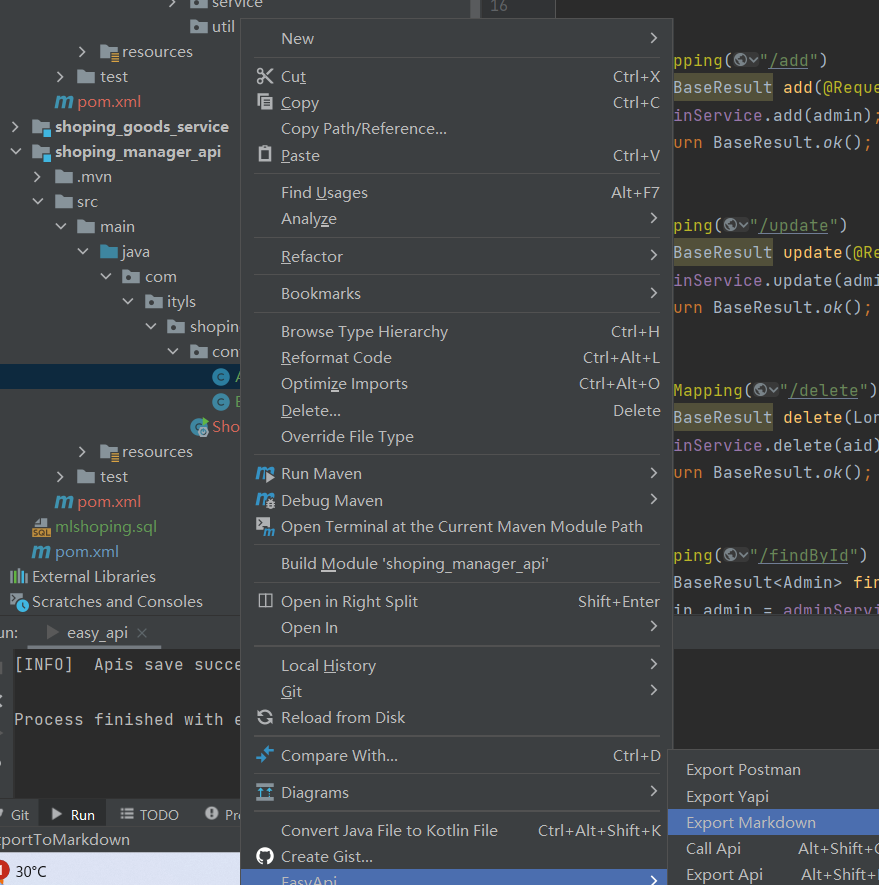 service
util
resources
test
pom.xml
shoping_goods_service
shoping_manager_api
.mvn
src
main
java
com
ityls
shoping
cont
A
Sho
resources
test
pom.xml
mlshoping.sql
pom.xml
External Libraries
Scratches and Consoles
New
Cut Ctrl+X
Copy Ctrl+C
Copy Path/Reference...
Paste Ctrl+V
Find Usages Alt+F7
Analyze
Refactor
Bookmarks
Browse Type Hierarchy Ctrl+H
Reformat Code Ctrl+Alt+L
Optimize Imports Ctrl+Alt+O
Delete... Delete
Override File Type
Run Maven
Debug Maven
Open Terminal at the Current Maven Module Path
Build Module 'shoping_manager_api'
Open in Right Split Shift+Enter
Open In
Local History
Git
Reload from Disk
Compare With... Ctrl+D
Diagrams
Convert Java File to Kotlin File Ctrl+Alt+Shift+K
Create Gist...
EasyApi
Export Postman
Export Yapi
Export Markdown
Call Api Alt+Shift+C
Export Api Alt+Shift+
16
pping("/add")
BaseResult add(@Reque
inService.add(admin);
urn BaseResult.ok();
ping("/update")
BaseResult update(@Re
inService.update(admi
urn BaseResult.ok();
Mapping("/delete")
BaseResult delete(Lon
inService.delete(aid)
urn BaseResult.ok();
ping("/findById")
BaseResult<Admin> fin
in admin = adminServi
un: easy_api
[INFO] Apis save succe
Process finished with e
Git Run TODO Pr
xportToMarkdown
30°C